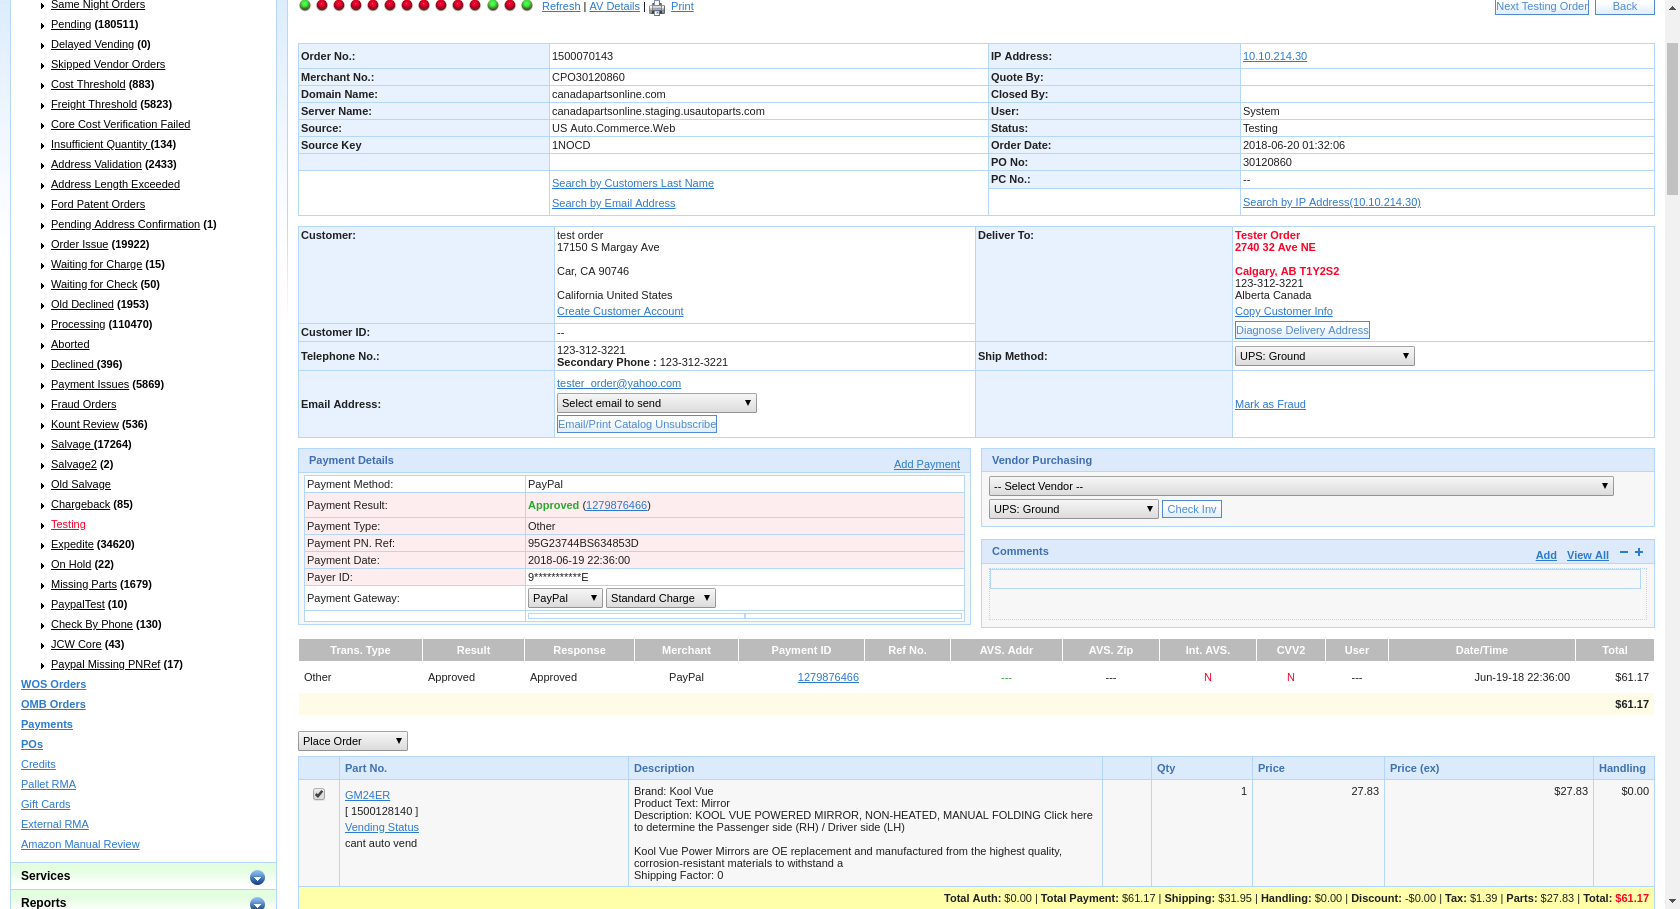 Same Night Orders
Pending (180511)
Delayed Vending (0)
Skipped Vendor Orders
Cost Threshold (883)
Freight Threshold (5823)
Core Cost Verification Failed
Insufficient Quantity (134)
Address Validation (2433)
Address Length Exceeded
Ford Patent Orders
Pending Address Confirmation (1)
Order Issue (19922)
Waiting for Charge (15)
Waiting for Check (50)
Old Declined (1953)
Processing (110470)
Aborted
Declined (396)
Payment Issues (5869)
Fraud Orders
Kount Review (536)
Salvage (17264)
Salvage2 (2)
Old Salvage
Chargeback (85)
Testing
Expedite (34620)
On Hold (22)
Missing Parts (1679)
PaypalTest (10)
Check By Phone (130)
JCW Core (43)
Paypal Missing PNRef (17)
WOS Orders
OMB Orders
Payments
POs
Credits
Pallet RMA
Gift Cards
External RMA
Amazon Manual Review
Services
Reports
Refresh | AV Details | Print
Next Testing Order Back
Order No.: 1500070143 IP Address: 10.10.214.30
Merchant No.: CPO30120860 Quote By:
Domain Name: canadapartsonline.com Closed By:
Server Name: canadapartsonline.staging.usautoparts.com User: System
Source: US Auto.Commerce.Web Status: Testing
Source Key 1NOCD Order Date: 2018-06-20 01:32:06
PO No: 30120860
PC No.: --
Search by Customers Last Name
Search by Email Address Search by IP Address(10.10.214.30)
Customer: test order Deliver To: Tester Order
17150 S Margay Ave 2740 32 Ave NE
Car, CA 90746 Calgary, AB T1Y2S2
123-312-3221
California United States Alberta Canada
Create Customer Account Copy Customer Info
Customer ID: -- Diagnose Delivery Address
Telephone No.: 123-312-3221 Ship Method: UPS: Ground
Secondary Phone : 123-312-3221
tester_order@yahoo.com
Email Address: Select email to send Mark as Fraud
Email/Print Catalog Unsubscribe
Payment Details Add Payment
Payment Method: PayPal
Payment Result: Approved (1279876466)
Payment Type: Other
Payment PN. Ref: 95G23744BS634853D
Payment Date: 2018-06-19 22:36:00
Payer ID: 9***********E
Payment Gateway: PayPal Standard Charge
Vendor Purchasing
-- Select Vendor --
UPS: Ground Check Inv
Comments Add View All
Trans. Type Result Response Merchant Payment ID Ref No. AVS. Addr AVS. Zip Int. AVS. CVV2 User Date/Time Total
Other Approved Approved PayPal 1279876466 --- --- N N --- Jun-19-18 22:36:00 $61.17
$61.17
Place Order
Part No. Description Qty Price Price (ex) Handling
GM24ER Brand: Kool Vue 1 27.83 $27.83 $0.00
[ 1500128140 ] Product Text: Mirror
Vending Status Description: KOOL VUE POWERED MIRROR, NON-HEATED, MANUAL FOLDING Click here
cant auto vend to determine the Passenger side (RH) / Driver side (LH)
Kool Vue Power Mirrors are OE replacement and manufactured from the highest quality,
corrosion-resistant materials to withstand a
Shipping Factor: 0
Total Auth: $0.00 | Total Payment: $61.17 | Shipping: $31.95 | Handling: $0.00 | Discount: -$0.00 | Tax: $1.39 | Parts: $27.83 | Total: $61.17